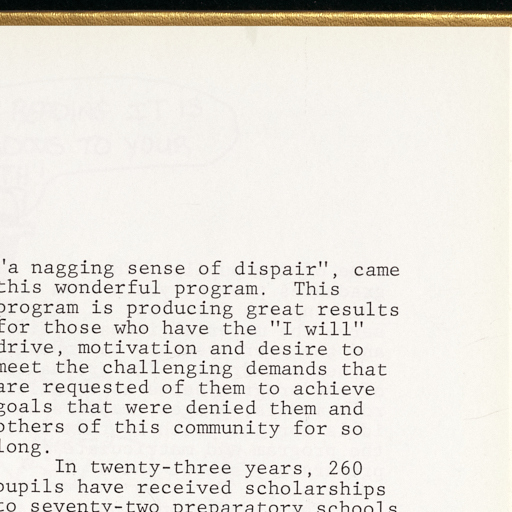 "a nagging sense of dispair", came
this wonderful program. This
program is producing great results
for those who have the "I will"
drive, motivation and desire to
meet the challenging demands that
are requested of them to achieve
goals that were denied them and
others of this community for so
long.
In twenty-three years, 260
pupils have received scholarships
to seventy-two preparatory schools